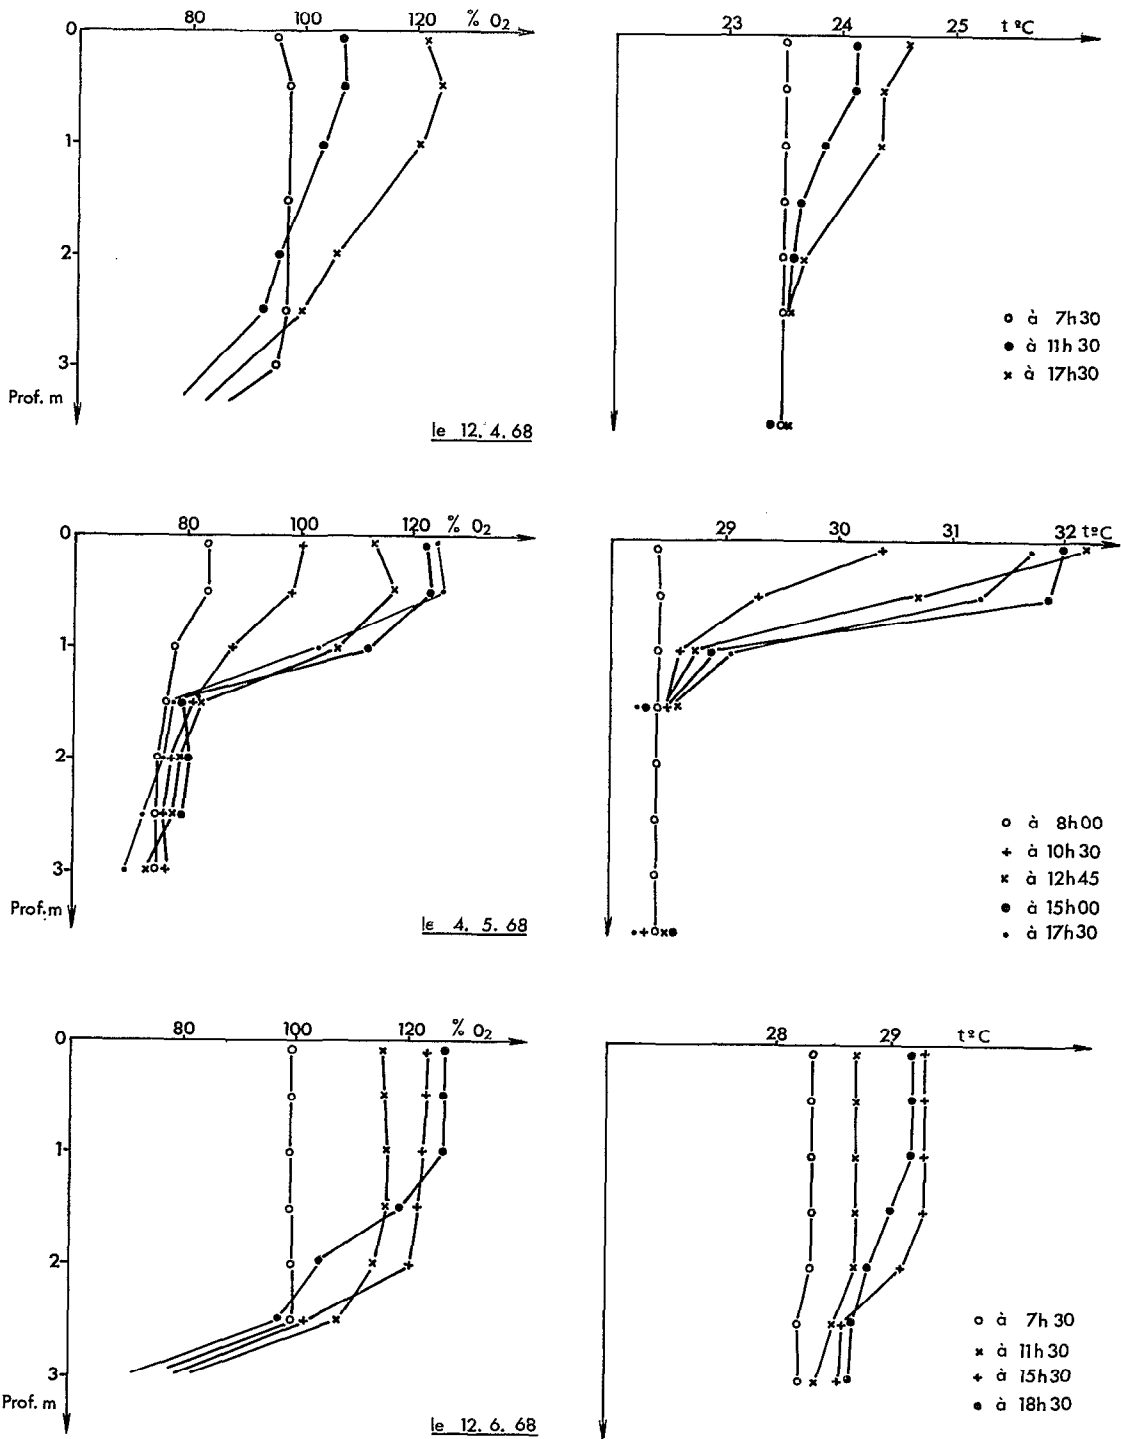 80 100 120 % O2
0
1
2
3
Prof. m
le 12. 4. 68
23 24 25 t ºC
o à 7h30
● à 11h30
x à 17h30
80 100 120 % O2
0
1
2
3
Prof. m
le 4. 5. 68
29 30 31 32 tºC
o à 8h00
+ à 10h30
x à 12h45
● à 15h00
• à 17h30
80 100 120 % O2
0
1
2
3
Prof. m
le 12. 6. 68
28 29 tºC
o à 7h30
x à 11h30
+ à 15h30
● à 18h30